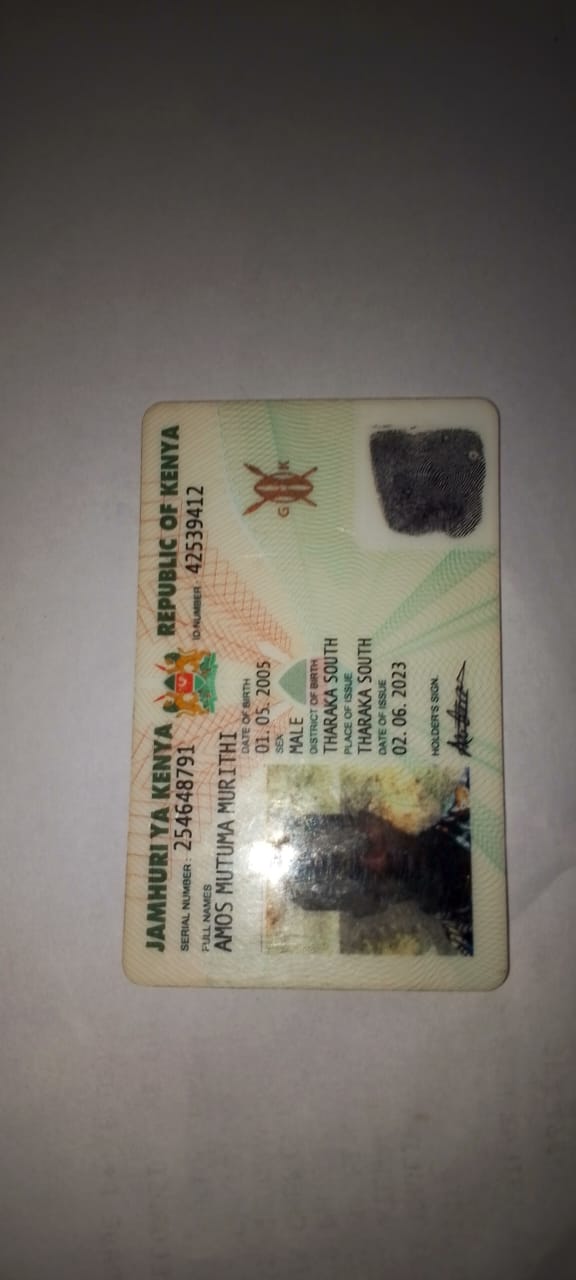 JAMHURI YA KENYA REPUBLIC OF KENYA
SERIAL NUMBER: 254648791 ID NUMBER: 42539412
FULL NAMES
AMOS MUTUMA MURITHI
DATE OF BIRTH
01. 05. 2005
SEX
MALE
DISTRICT OF BIRTH
THARAKA SOUTH
PLACE OF ISSUE
THARAKA SOUTH
DATE OF ISSUE
02. 06. 2023
HOLDER'S SIGN.
G K